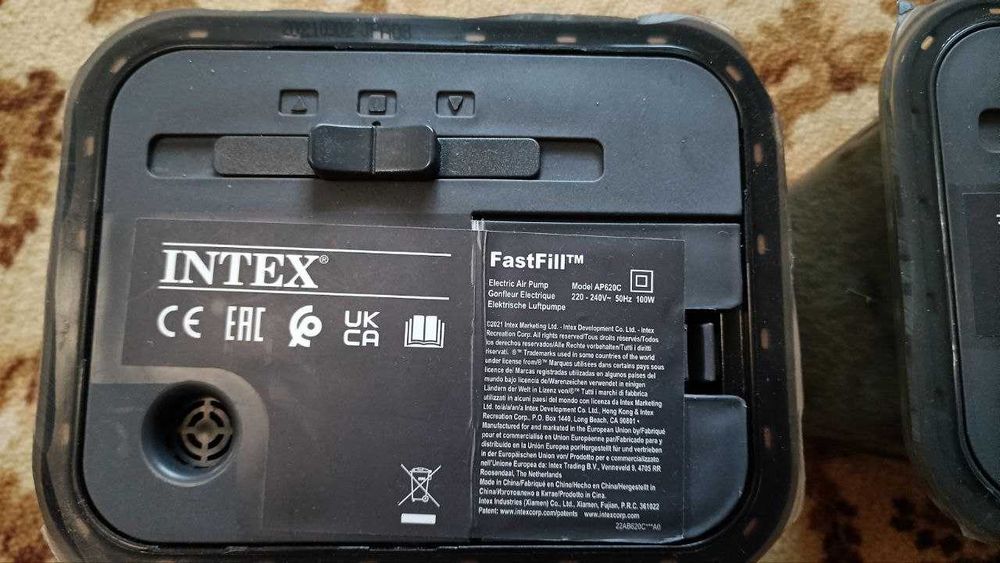 INTEX®
CE EAC UK
CA
FastFill™
Electric Air Pump Model AP620C
Gonfleur Electrique 220 - 240V~ 50Hz 100W
Elektrische Luftpumpe
©2021 Intex Marketing Ltd. - Intex Development Co. Ltd. - Intex
Recreation Corp. All rights reserved/Tous droits réservés/Todos
los derechos reservados/Alle Rechte vorbehalten/Tutti i diritti
riservati. ®™ Trademarks used in some countries of the world
under license from/®™ Marques utilisées dans certains pays sous
licence de/ Marcas registradas utilizadas en algunos países del
mundo bajo licencia de/Warenzeichen verwendet in einigen
Ländern der Welt in Lizenz von/®™ Tutti i marchi di fabbrica
utilizzati in alcuni paesi del mondo con licenza da Intex Marketing
Ltd. to/à/a/an/a Intex Development Co. Ltd., Hong Kong & Intex
Recreation Corp., P.O. Box 1440, Long Beach, CA 90801 •
Manufactured for and marketed in the European Union by/Fabriqué
pour et commercialisé en Union Européenne par/Fabricado para y
distribuido en la Unión Europea por/Hergestellt für und vertrieben
in der Europäischen Union von/ Prodotto per e commercializzato
nell'Unione Europea da: Intex Trading B.V., Venneveld 9, 4705 RR
Roosendaal, The Netherlands
Made in China/Fabriqué en China/Hecho en China/Hergestellt in
China/Изготовлено в Китае/Prodotto in Cina.
Intex Industries (Xiamen) Co., Ltd., Xiamen, Fujian, P.R.C. 361022
Patent: www.intexcorp.com/patents www.intexcorp.com
22AB620C***A0